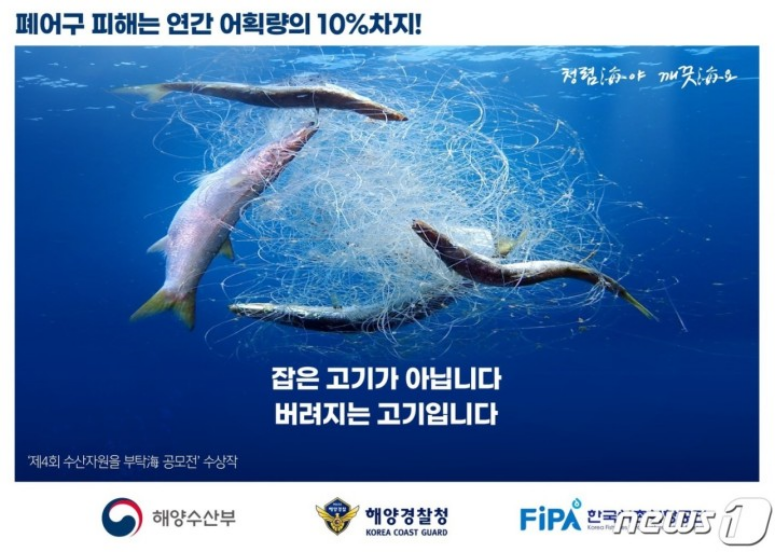 폐어구 피해는 연간 어획량의 10%차지!
청렴海야 깨끗海요
잡은 고기가 아닙니다
버려지는 고기입니다
'제4회 수산자원을 부탁海 공모전' 수상작
해양수산부
해양경찰청
KOREA COAST GUARD
FiPA
news1